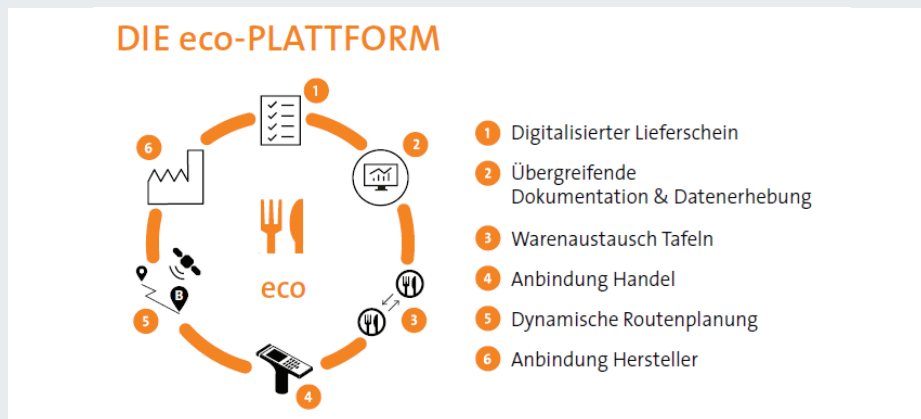 DIE eco-PLATTFORM
1
2
6
eco
B
5
3
4
1 Digitalisierter Lieferschein
2 Übergreifende
Dokumentation & Datenerhebung
3 Warenaustausch Tafeln
4 Anbindung Handel
5 Dynamische Routenplanung
6 Anbindung Hersteller